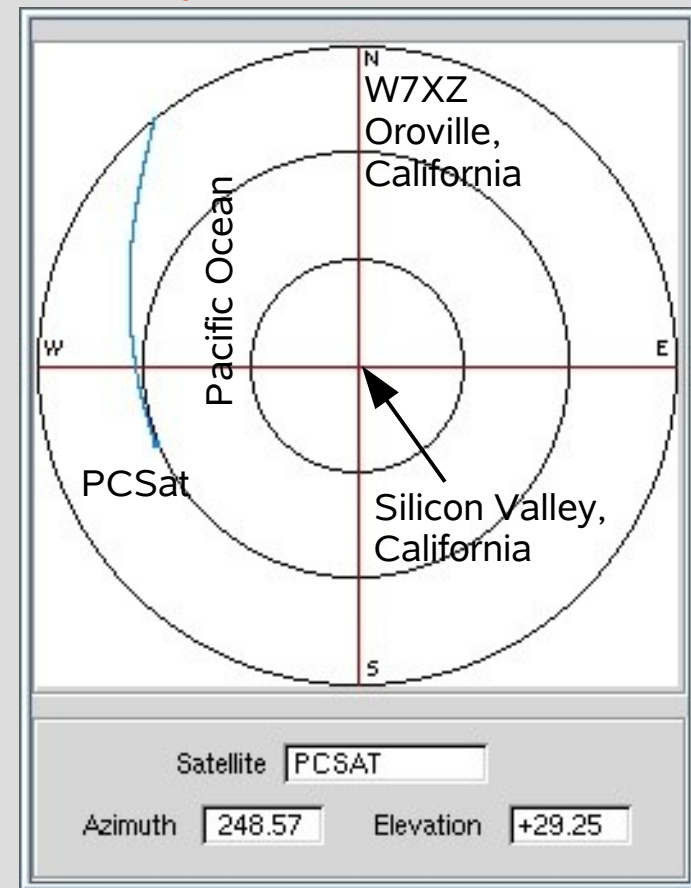 N
W7XZ
Oroville,
California
Pacific Ocean
W
E
PCSat
Silicon Valley,
California
S
Satellite PCSAT
Azimuth 248.57 Elevation +29.25